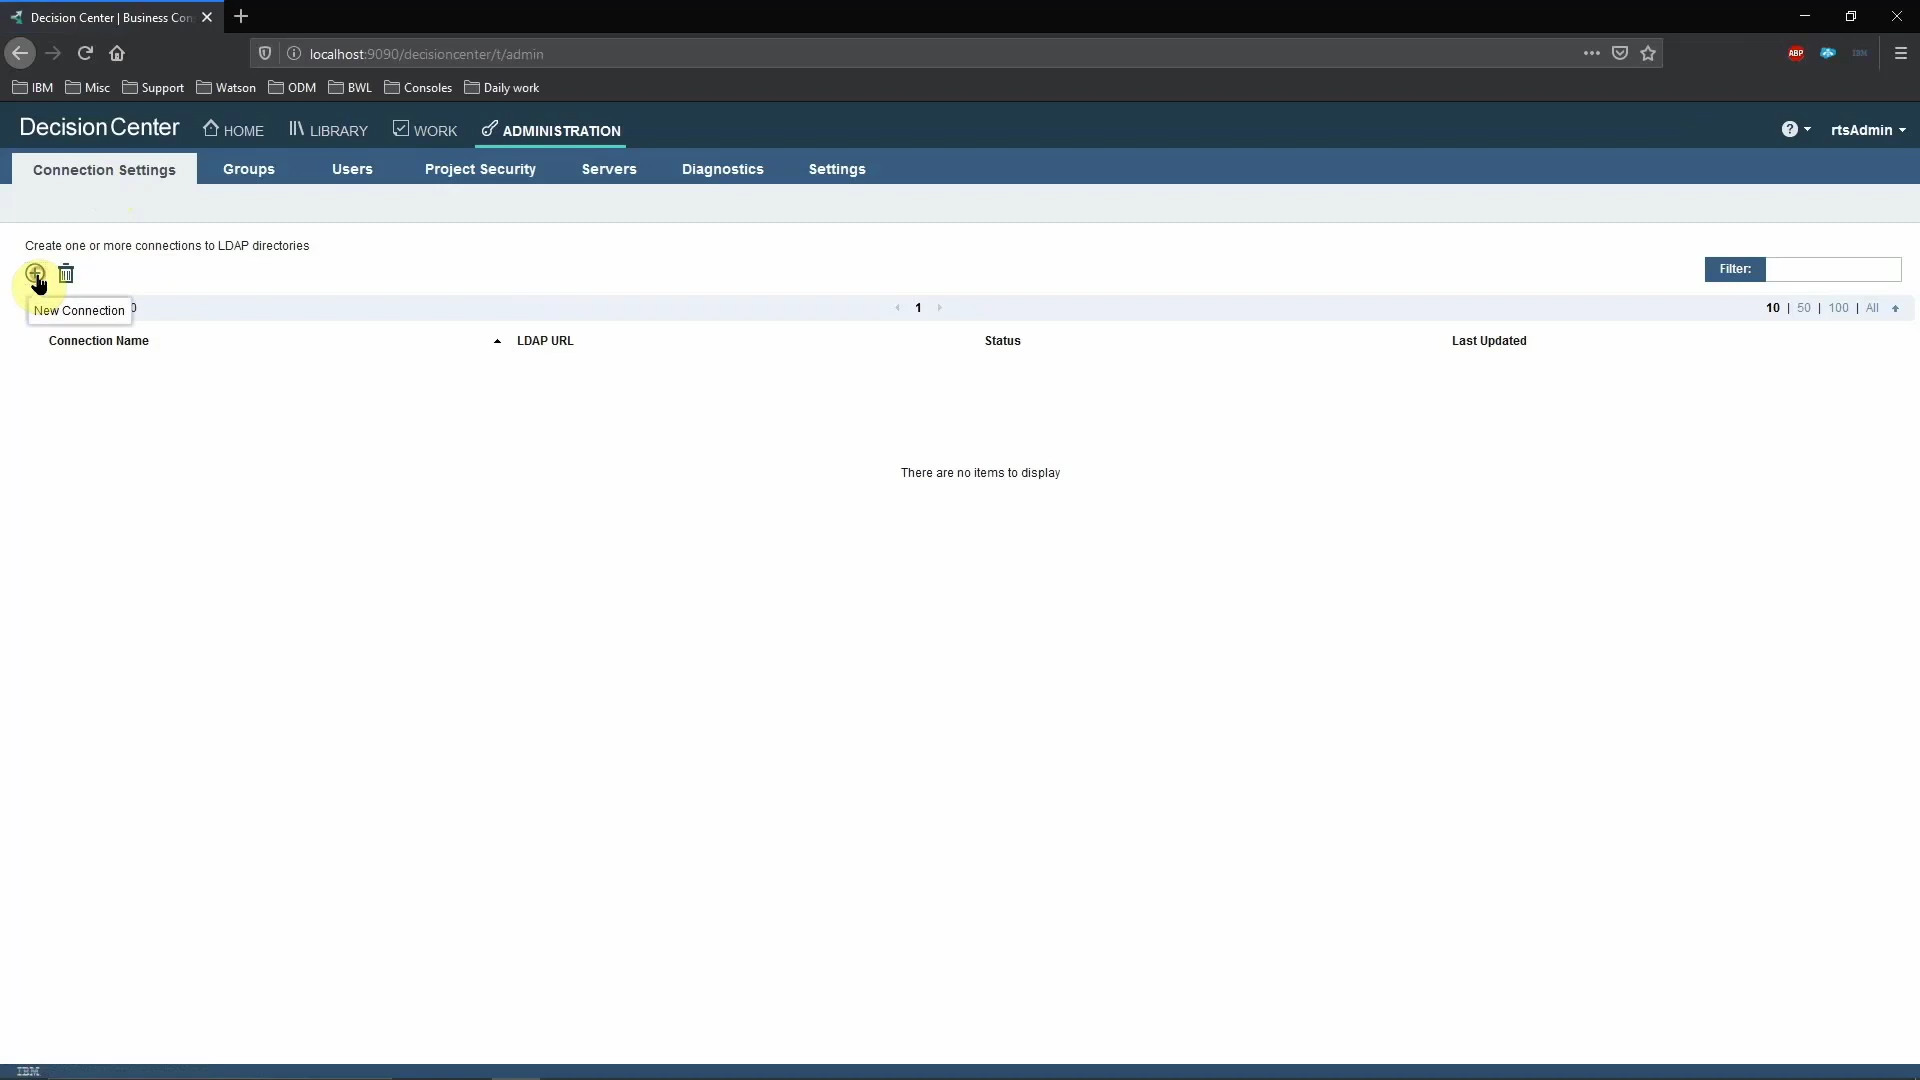 Decision Center | Business Con
localhost:9090/decisioncenter/t/admin
ABP
IBM
IBM
Misc
Support
Watson
ODM
BWL
Consoles
Daily work
Decision Center
HOME
LIBRARY
WORK
ADMINISTRATION
?
rtsAdmin
Connection Settings
Groups
Users
Project Security
Servers
Diagnostics
Settings
Create one or more connections to LDAP directories
Filter:
New Connection
0
1
10 | 50 | 100 | All
Connection Name
LDAP URL
Status
Last Updated
There are no items to display
IBM